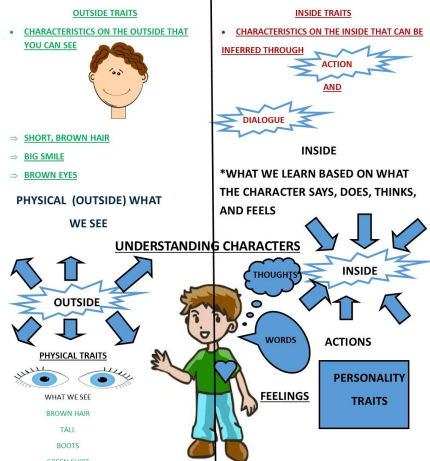 OUTSIDE TRAITS
• CHARACTERISTICS ON THE OUTSIDE THAT
YOU CAN SEE
⇒ SHORT, BROWN HAIR
⇒ BIG SMILE
⇒ BROWN EYES
PHYSICAL (OUTSIDE) WHAT
WE SEE
INSIDE TRAITS
• CHARACTERISTICS ON THE INSIDE THAT CAN BE
INFERRED THROUGH
ACTION
AND
DIALOGUE
INSIDE
*WHAT WE LEARN BASED ON WHAT
THE CHARACTER SAYS, DOES, THINKS,
AND FEELS
UNDERSTANDING CHARACTERS
OUTSIDE
PHYSICAL TRAITS
WHAT WE SEE
BROWN HAIR
TALL
BOOTS
GREEN SHIRT
THOUGHTS
INSIDE
WORDS
ACTIONS
FEELINGS
PERSONALITY
TRAITS